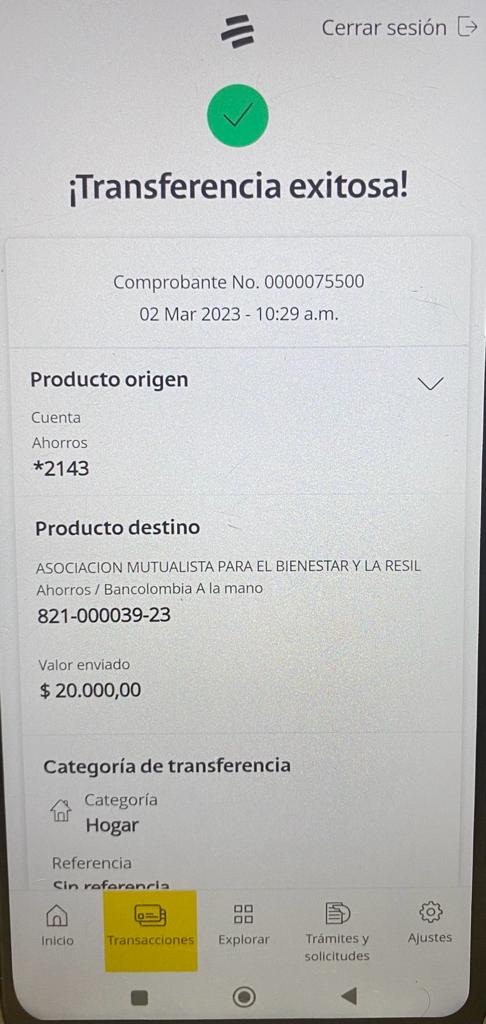 Cerrar sesión
¡Transferencia exitosa!
Comprobante No. 0000075500
02 Mar 2023 - 10:29 a.m.
Producto origen
Cuenta
Ahorros
*2143
Producto destino
ASOCIACION MUTUALISTA PARA EL BIENESTAR Y LA RESIL
Ahorros / Bancolombia A la mano
821-000039-23
Valor enviado
$ 20.000,00
Categoría de transferencia
Categoría
Hogar
Referencia
Sin referencia
Inicio
Transacciones
Explorar
Trámites y
solicitudes
Ajustes